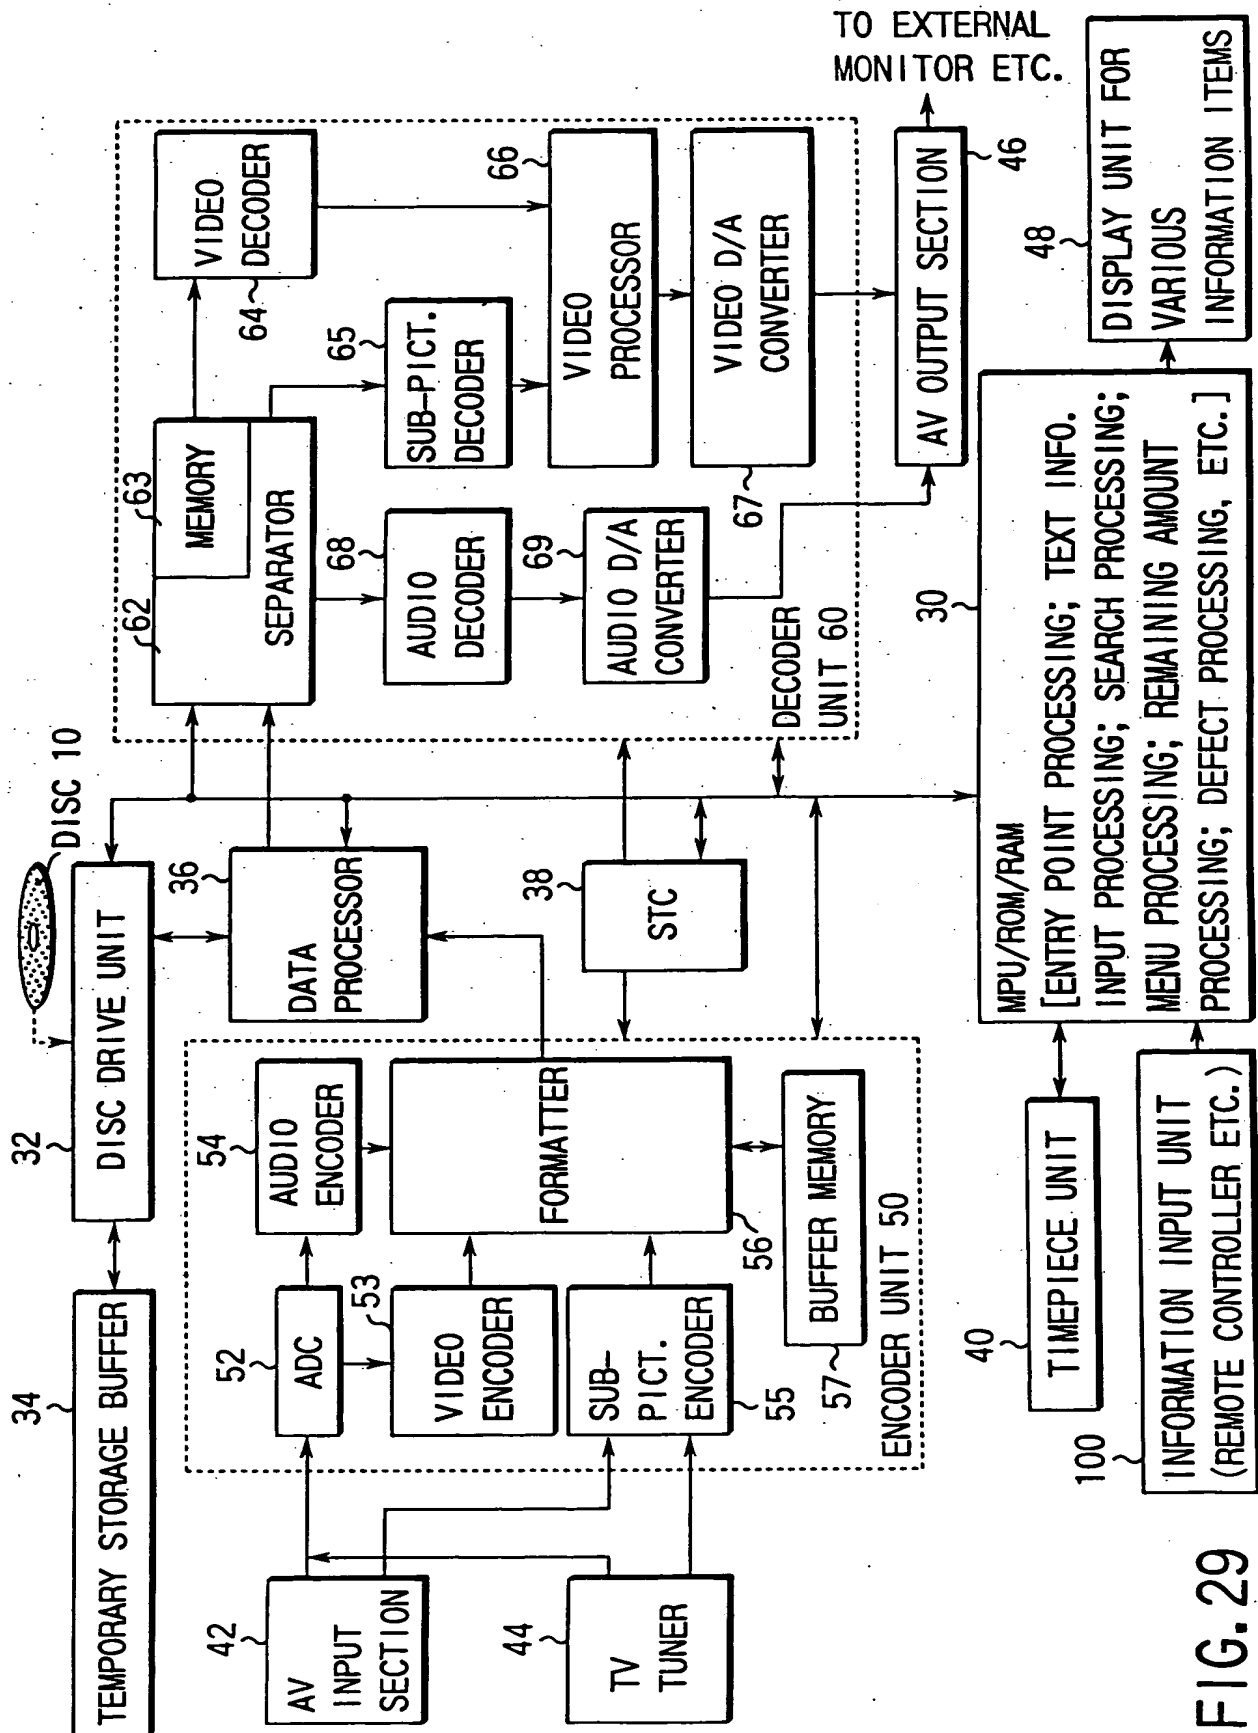 34
TEMPORARY STORAGE BUFFER
32
DISC DRIVE UNIT
DISC 10
36
DATA
PROCESSOR
38
STC
42
AV
INPUT
SECTION
44
TV
TUNER
52
ADC
53
VIDEO
ENCODER
54
AUDIO
ENCODER
SUB-
PICT.
ENCODER
55
FORMATTER
56
BUFFER MEMORY
57
ENCODER UNIT 50
62
SEPARATOR
63
MEMORY
VIDEO
DECODER
64
65
SUB-PICT.
DECODER
66
VIDEO
PROCESSOR
VIDEO D/A
CONVERTER
67
68
AUDIO
DECODER
69
AUDIO D/A
CONVERTER
DECODER
UNIT 60
TO EXTERNAL
MONITOR ETC.
AV OUTPUT SECTION
46
48
DISPLAY UNIT FOR
VARIOUS
INFORMATION ITEMS
30
MPU/ROM/RAM
[ENTRY POINT PROCESSING; TEXT INFO.
INPUT PROCESSING; SEARCH PROCESSING;
MENU PROCESSING; REMAINING AMOUNT
PROCESSING; DEFECT PROCESSING, ETC.]
40
TIMEPIECE UNIT
100
INFORMATION INPUT UNIT
(REMOTE CONTROLLER ETC.)
FIG. 29